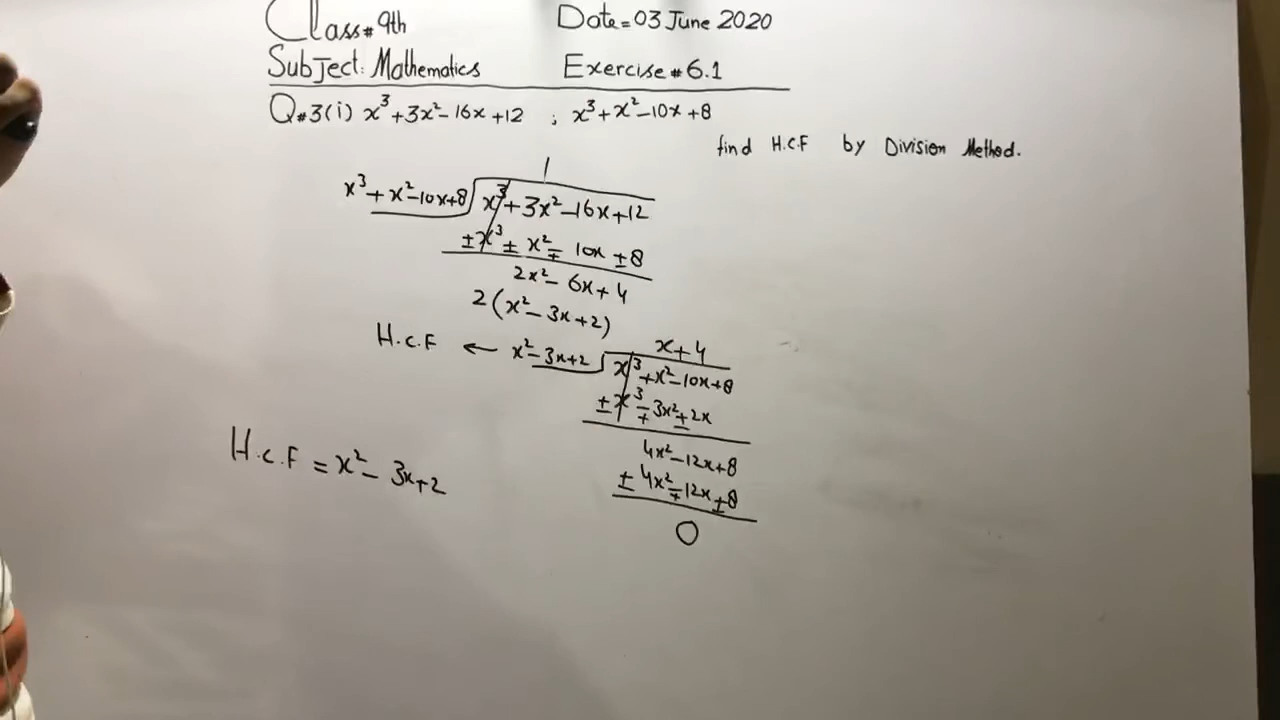 Class# 9th Date=03 June 2020
Subject: Mathematics Exercise#6.1
Q#3(i) x³+3x²-16x+12 ; x³+x²-10x+8
find H.C.F by Division Method.
1
x³+x²-10x+8 x³+3x²-16x+12
±x³±x²∓10x±8
2x²-6x+4
2(x²-3x+2)
x+4
H.C.F ← x²-3x+2 x³+x²-10x+8
±x³∓3x²±2x
4x²-12x+8
±4x²∓12x±8
0
H.C.F = x²-3x+2